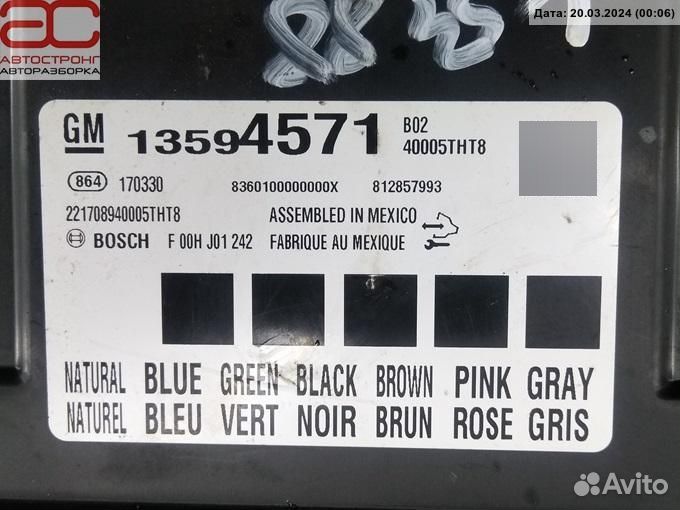 Дата: 20.03.2024 (00:06)
АС
АВТОСТРОНГ
АВТОРАЗБОРКА
GM 13594571 B02
40005THT8
864 170330 8360100000000X 812857993
221708940005THT8 ASSEMBLED IN MEXICO
BOSCH F 00H J01 242 FABRIQUE AU MEXIQUE
NATURAL BLUE GREEN BLACK BROWN PINK GRAY
NATUREL BLEU VERT NOIR BRUN ROSE GRIS
Avito